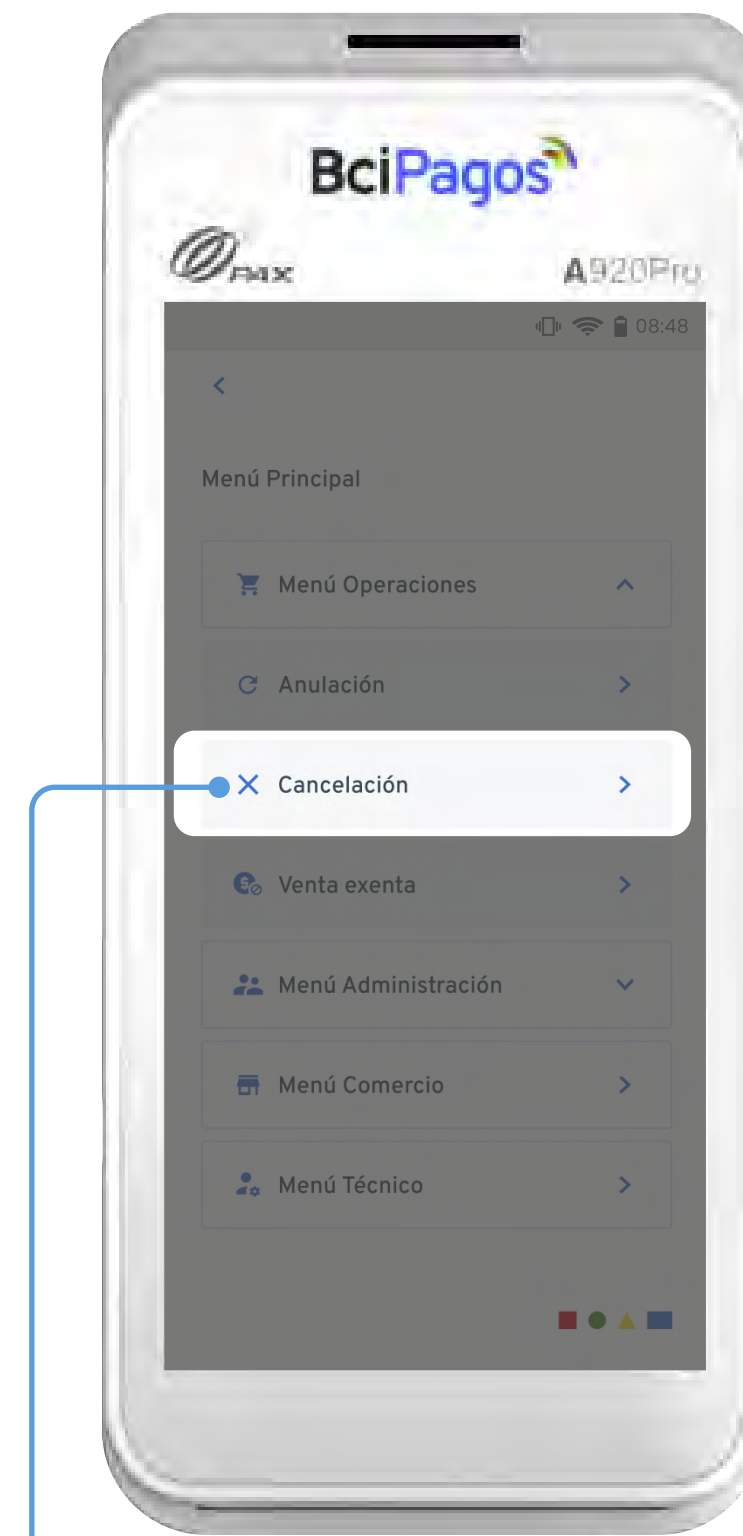 BciPagos
PAX
A920Pro
08:48
Menú Principal
Menú Operaciones
Anulación
Cancelación
Venta exenta
Menú Administración
Menú Comercio
Menú Técnico